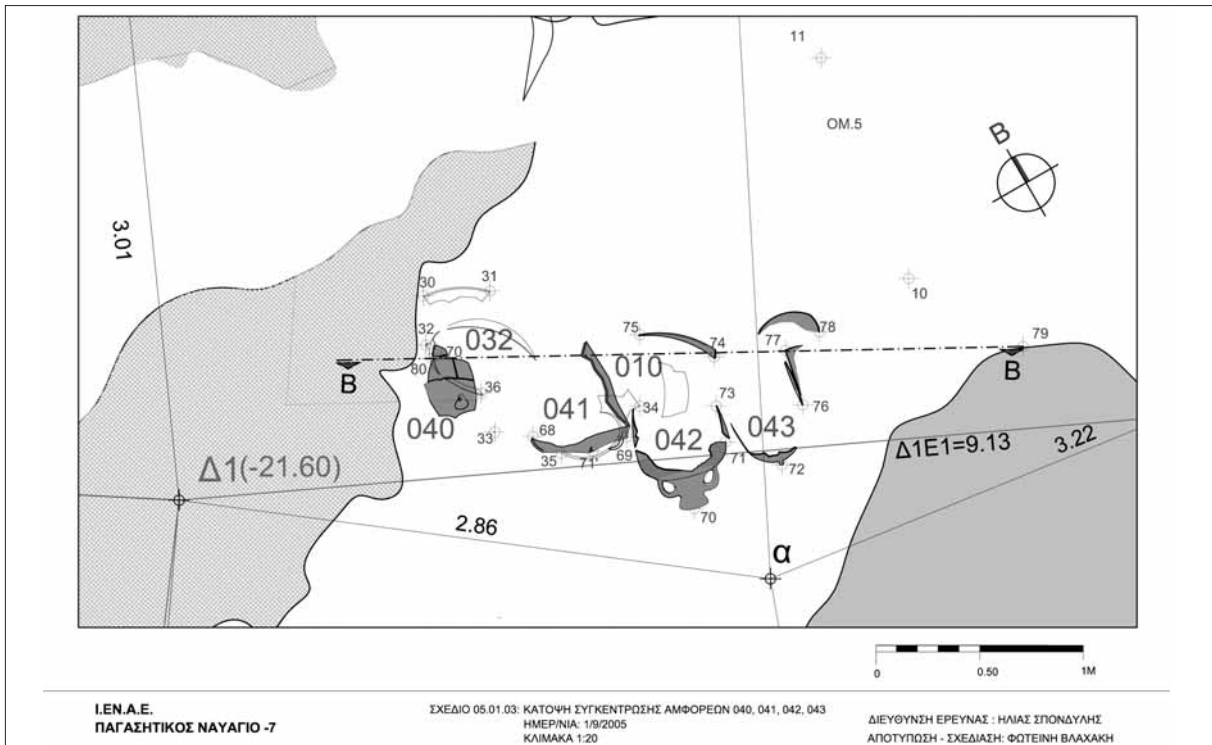 11
ΟΜ.5
Β
3.01
30
31
10
32
032
75
78
79
70
010
74
77
Β
80
Β
36
041
34
73
76
040
33
68
042
043
Δ1(-21.60)
35
71'
69
71
72
Δ1Ε1=9.13
3.22
70
2.86
α
0
0.50
1M
Ι.ΕΝ.Α.Ε.
ΠΑΓΑΣΗΤΙΚΟΣ ΝΑΥΑΓΙΟ -7
ΣΧΕΔΙΟ 05.01.03: ΚΑΤΟΨΗ ΣΥΓΚΕΝΤΡΩΣΗΣ ΑΜΦΟΡΕΩΝ 040, 041, 042, 043
ΗΜΕΡ/ΝΙΑ: 1/9/2005
ΚΛΙΜΑΚΑ 1:20
ΔΙΕΥΘΥΝΣΗ ΕΡΕΥΝΑΣ : ΗΛΙΑΣ ΣΠΟΝΔΥΛΗΣ
ΑΠΟΤΥΠΩΣΗ - ΣΧΕΔΙΑΣΗ: ΦΩΤΕΙΝΗ ΒΛΑΧΑΚΗ